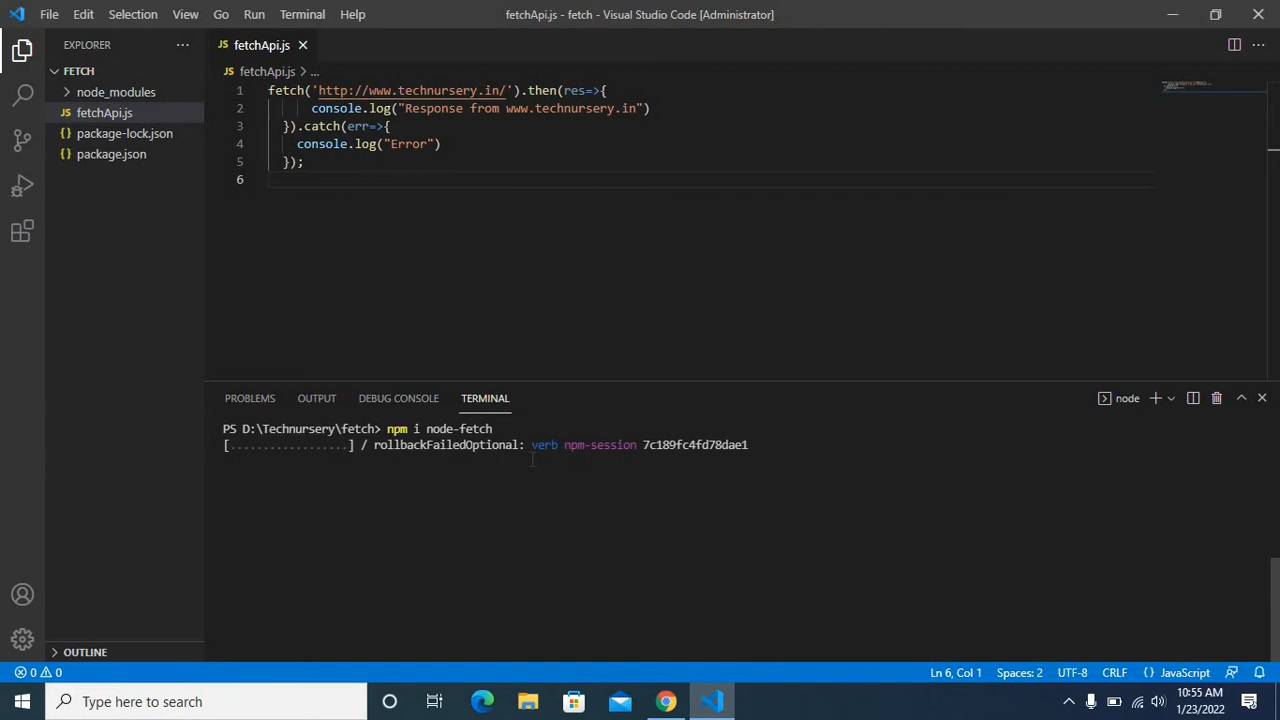 File Edit Selection View Go Run Terminal Help
fetchApi.js - fetch - Visual Studio Code [Administrator]
EXPLORER
FETCH
node_modules
JS fetchApi.js
{} package-lock.json
{} package.json
OUTLINE
JS fetchApi.js
JS fetchApi.js > ...
1 fetch('http://www.technursery.in/').then(res=>{
2 console.log("Response from www.technursery.in")
3 }).catch(err=>{
4 console.log("Error")
5 });
6
PROBLEMS OUTPUT DEBUG CONSOLE TERMINAL
node
PS D:\Technursery\fetch> npm i node-fetch
[..................] / rollbackFailedOptional: verb npm-session 7c189fc4fd78dae1
0 0
Ln 6, Col 1 Spaces: 2 UTF-8 CRLF {} JavaScript
Type here to search
10:55 AM
1/23/2022